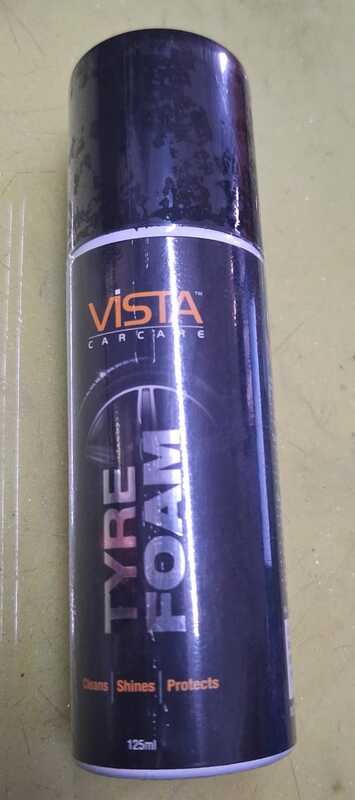 ViSTA™
CARCARE
TYRE
FOAM
Cleans | Shines | Protects
125ml